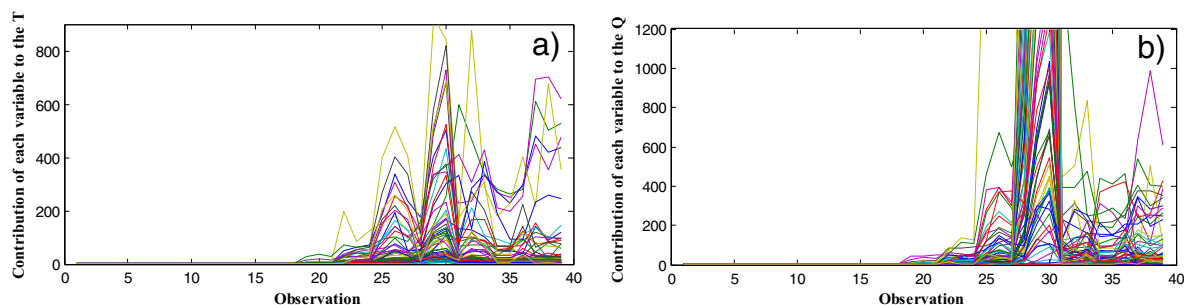 Contribution of each variable to the T
800
600
400
200
0
0 5 10 15 20 25 30 35 40
Observation
a)
Contribution of each variable to the Q
1200
1000
800
600
400
200
0
0 5 10 15 20 25 30 35 40
Observation
b)